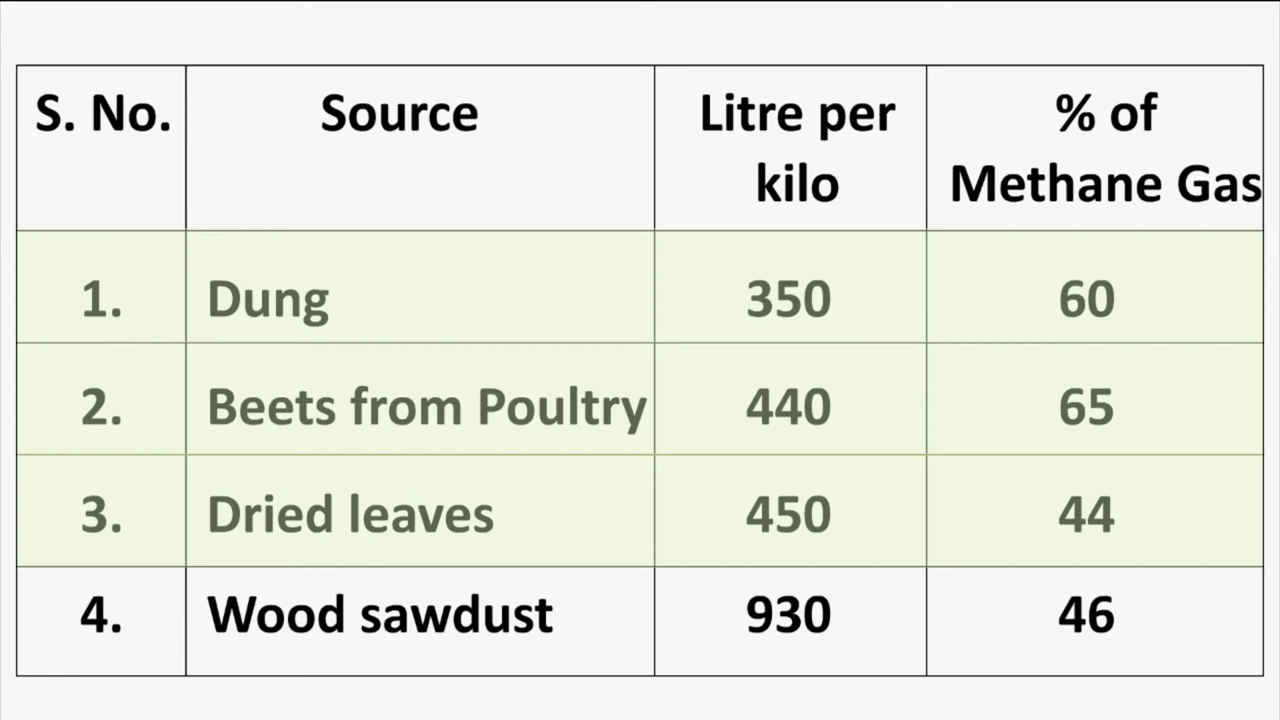 S. No. Source Litre per kilo % of Methane Gas
1. Dung 350 60
2. Beets from Poultry 440 65
3. Dried leaves 450 44
4. Wood sawdust 930 46